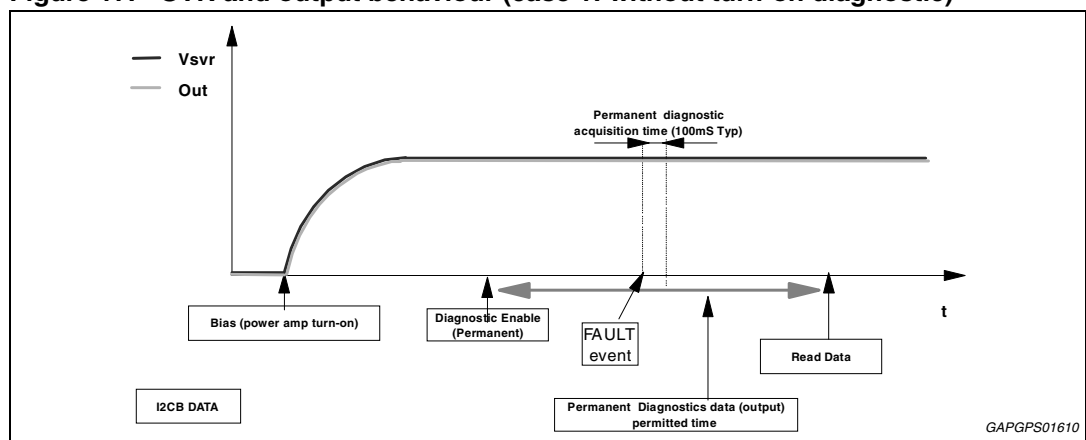 Figure 17. SVR and output behaviour (case 1: without turn-on diagnostic)
Vsvr
Out
Permanent diagnostic
acquisition time (100mS Typ)
t
Bias (power amp turn-on)
Diagnostic Enable
(Permanent)
FAULT
event
Read Data
I2CB DATA
Permanent Diagnostics data (output)
permitted time
GAPGPS01610